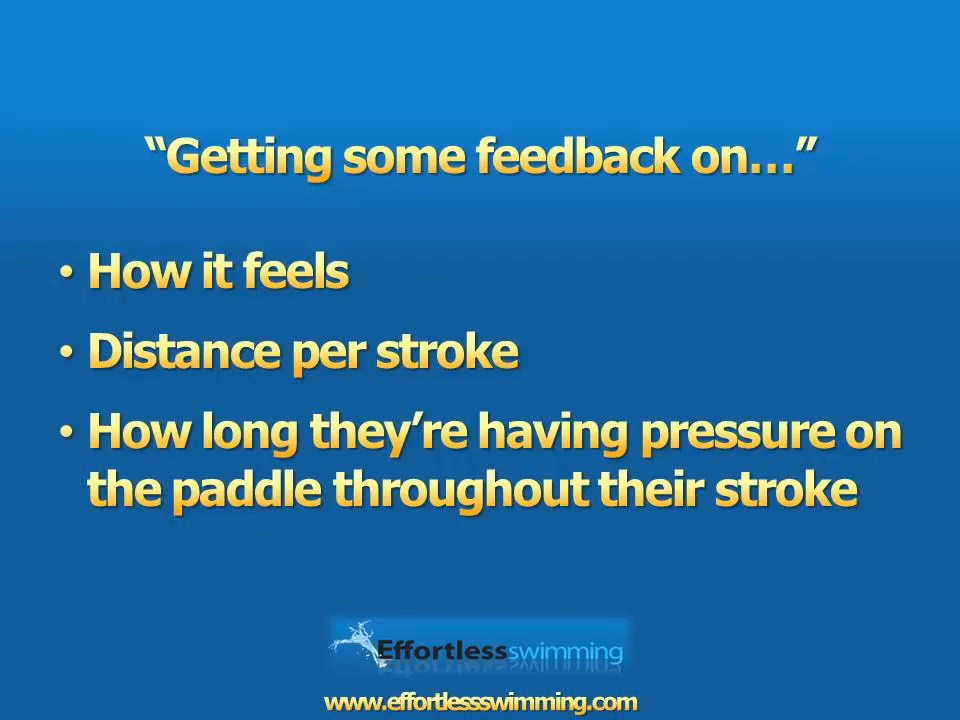 “Getting some feedback on…”
• How it feels
• Distance per stroke
• How long they’re having pressure on
the paddle throughout their stroke
Effortlessswimming
www.effortlessswimming.com